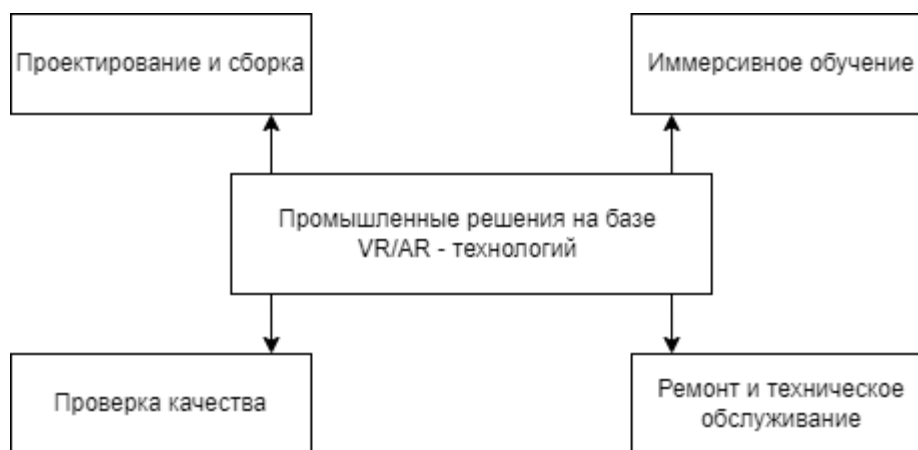 Проектирование и сборка
Иммерсивное обучение
Промышленные решения на базе
VR/AR - технологий
Проверка качества
Ремонт и техническое
обслуживание